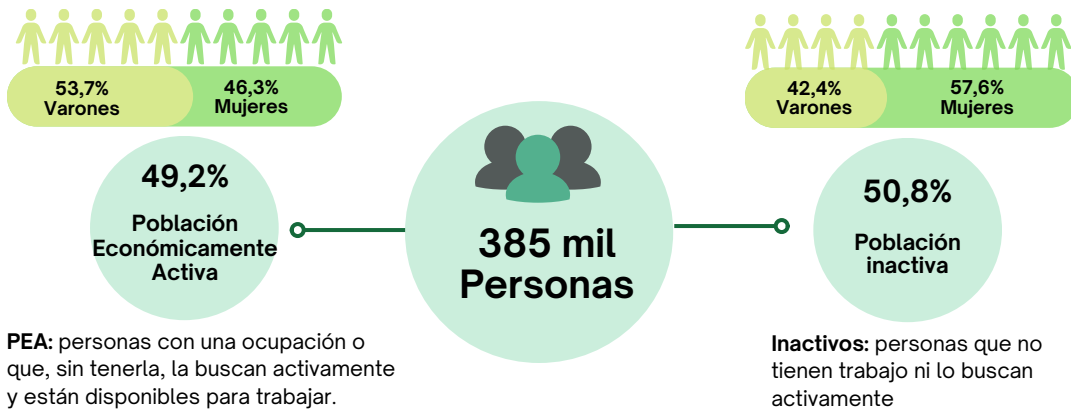 53,7%
Varones
46,3%
Mujeres
42,4%
Varones
57,6%
Mujeres
49,2%
Población
Económicamente
Activa
385 mil
Personas
50,8%
Población
inactiva
PEA: personas con una ocupación o
que, sin tenerla, la buscan activamente
y están disponibles para trabajar.
Inactivos: personas que no
tienen trabajo ni lo buscan
activamente